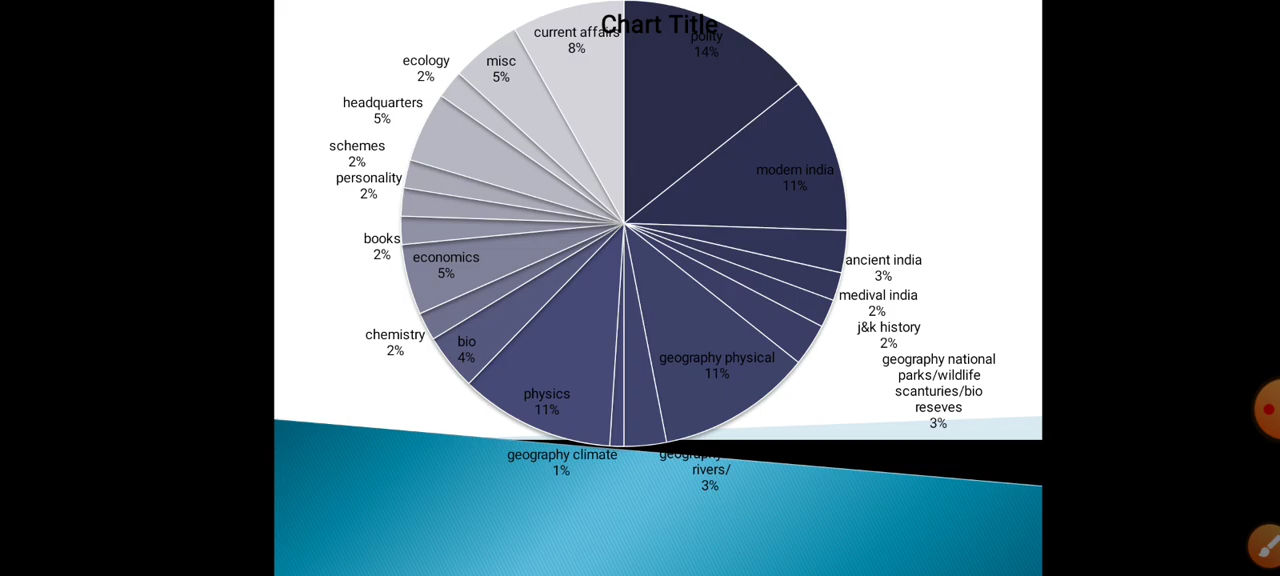 Chart Title
polity
14%
modern india
11%
ancient india
3%
medival india
2%
j&k history
2%
geography national
parks/wildlife
scanturies/bio
reseves
3%
geography physical
11%
geography
rivers/
3%
geography climate
1%
physics
11%
bio
4%
chemistry
2%
economics
5%
books
2%
personality
2%
schemes
2%
headquarters
5%
ecology
2%
misc
5%
current affairs
8%